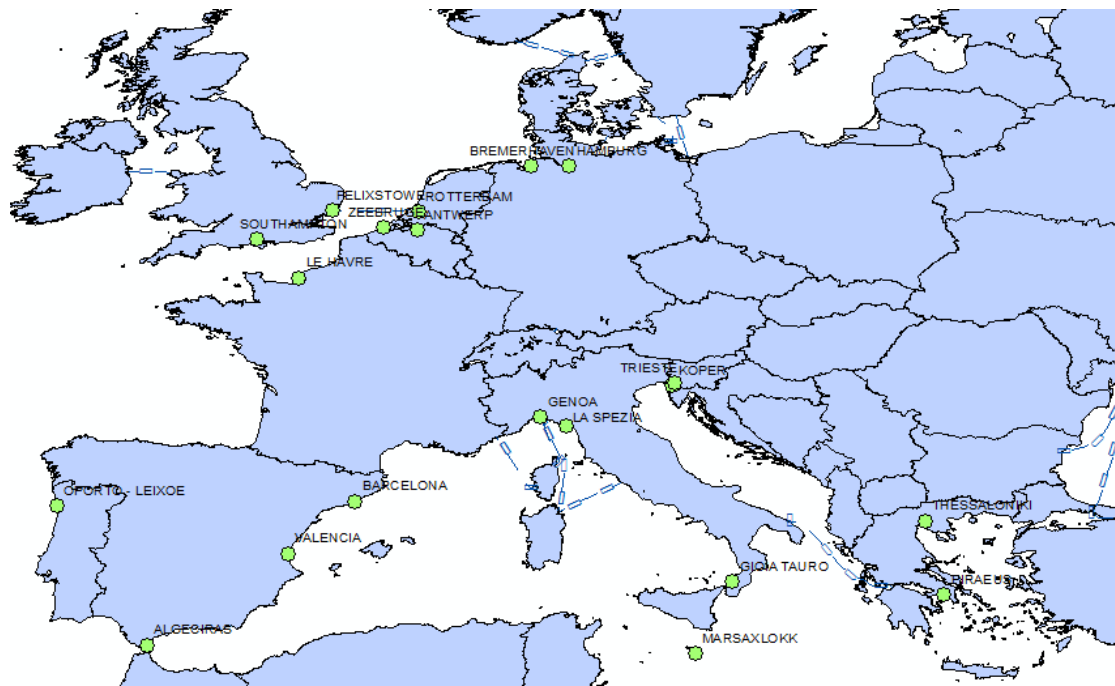 BREMERHAVEN HAMBURG
FELIXSTOWE ROTTERDAM
ZEEBRUGE ANTWERP
SOUTHAMPTON
LE HAVRE
TRIESTE KOPER
GENOA
LA SPEZIA
BARCELONA
OPORTO - LEIXOE
THESSALONIKI
VALENCIA
GIOIA TAURO
PIRAEUS
ALGECIRAS
MARSAXLOKK